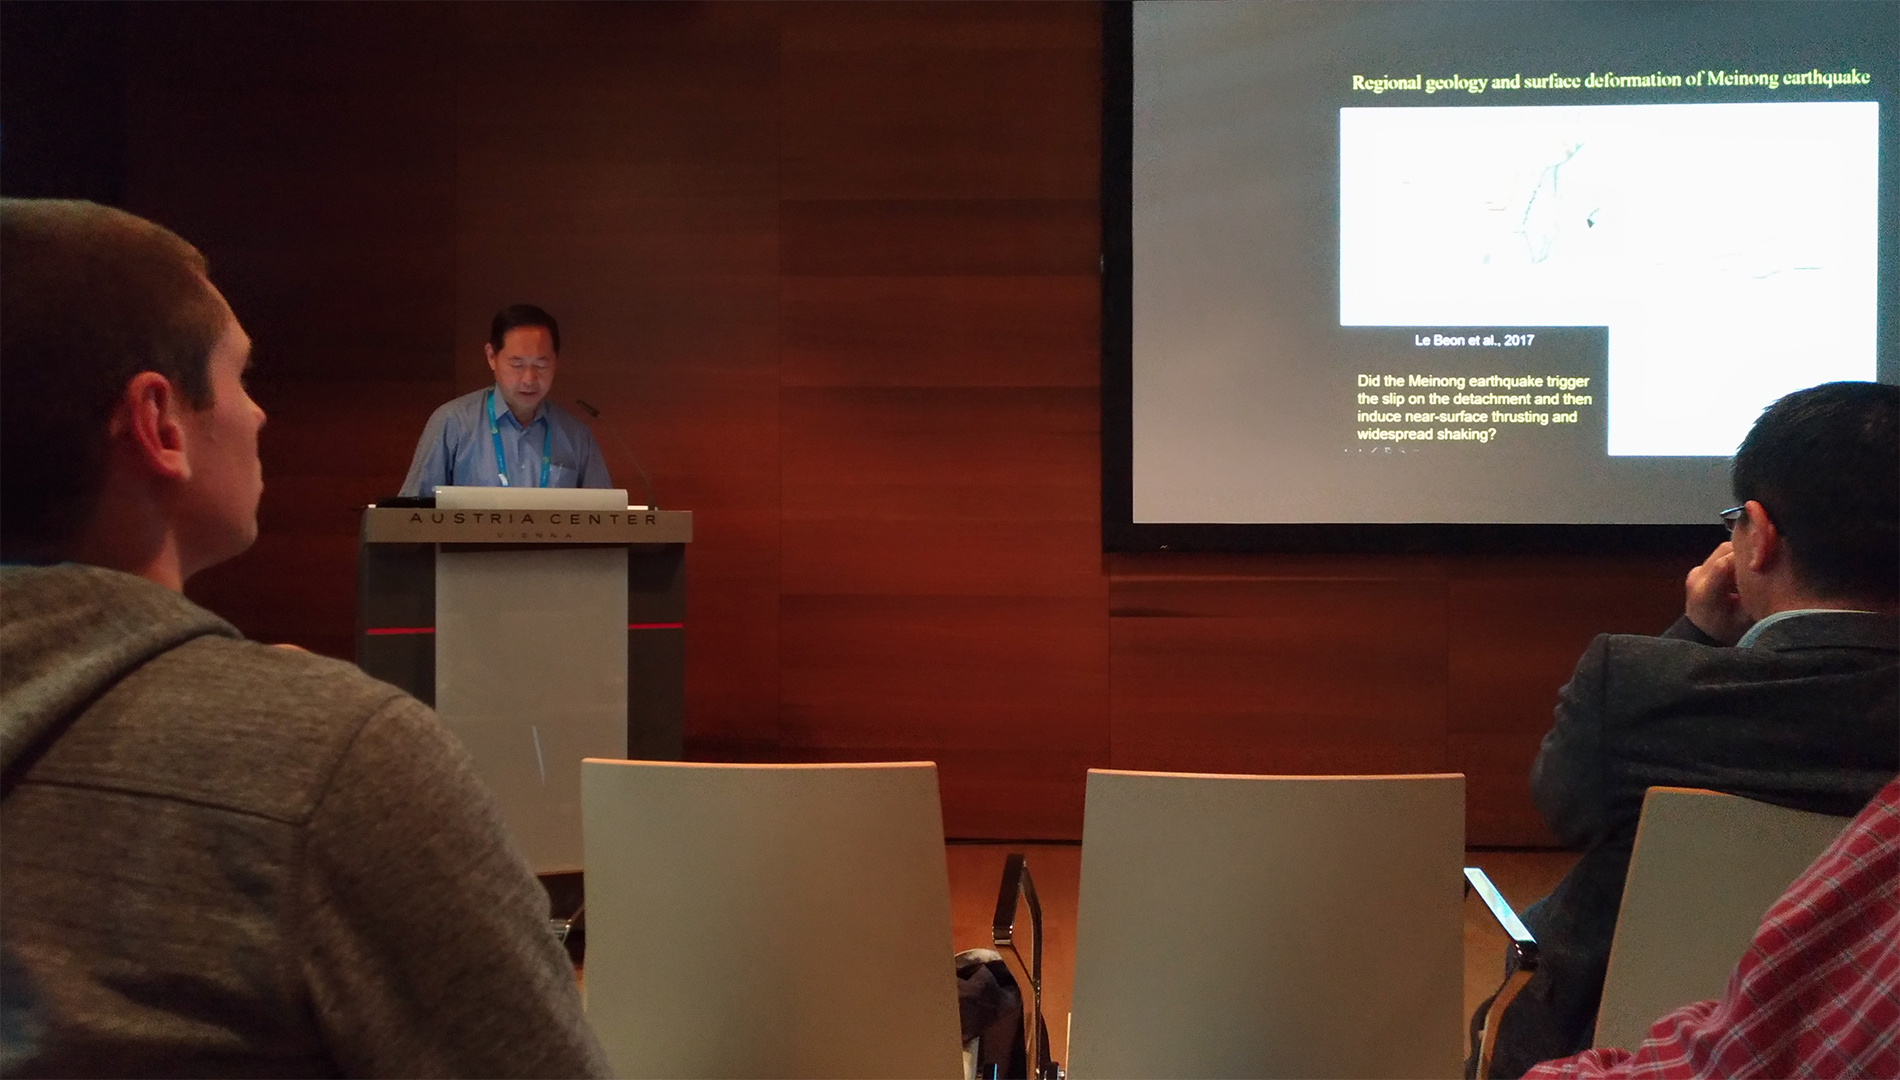 Regional geology and surface deformation of Meinong earthquake
Le Beon et al., 2017
Did the Meinong earthquake trigger
the slip on the detachment and then
induce near-surface thrusting and
widespread shaking?
AUSTRIA CENTER
VIENNA